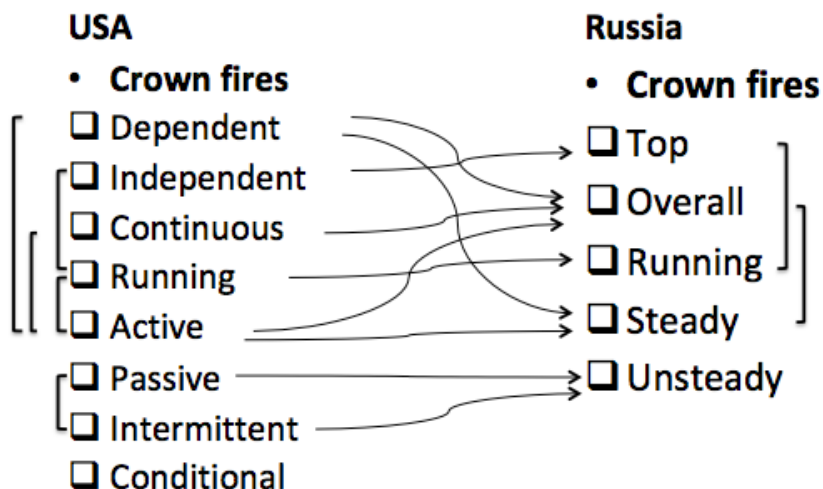 USA
• Crown fires
❑ Dependent
❑ Independent
❑ Continuous
❑ Running
❑ Active
❑ Passive
❑ Intermittent
❑ Conditional
Russia
• Crown fires
❑ Top
❑ Overall
❑ Running
❑ Steady
❑ Unsteady